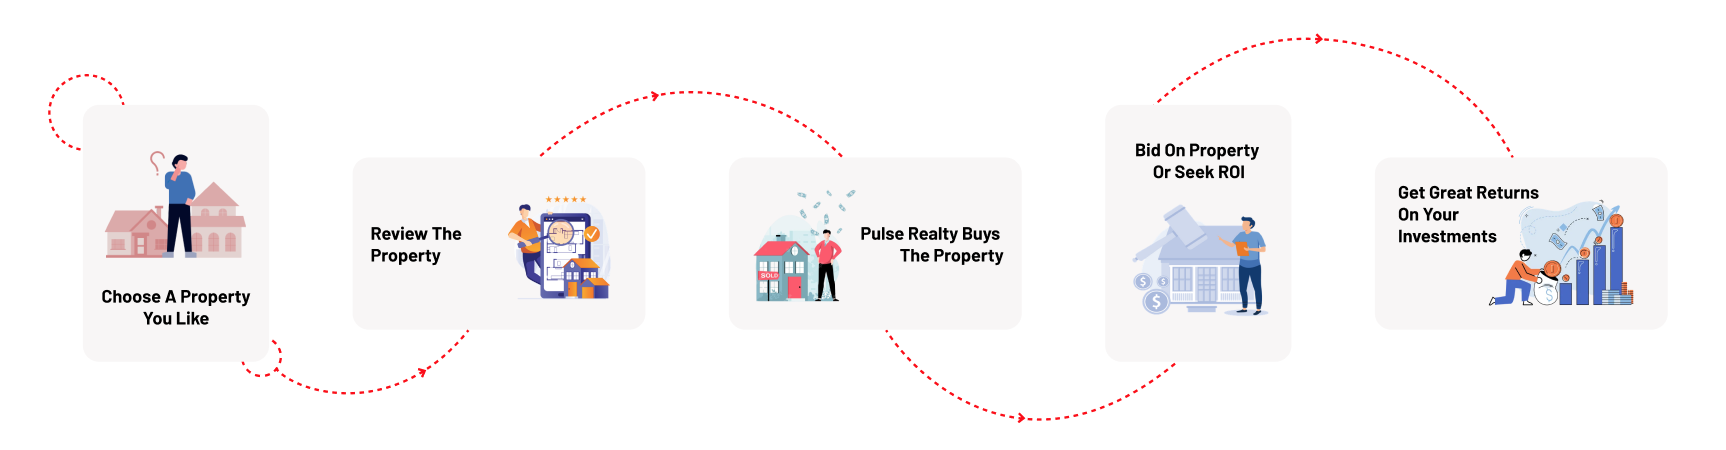 Choose A Property
You Like
Review The
Property
SOLD
Pulse Realty Buys
The Property
Bid On Property
Or Seek ROI
Get Great Returns
On Your
Investments